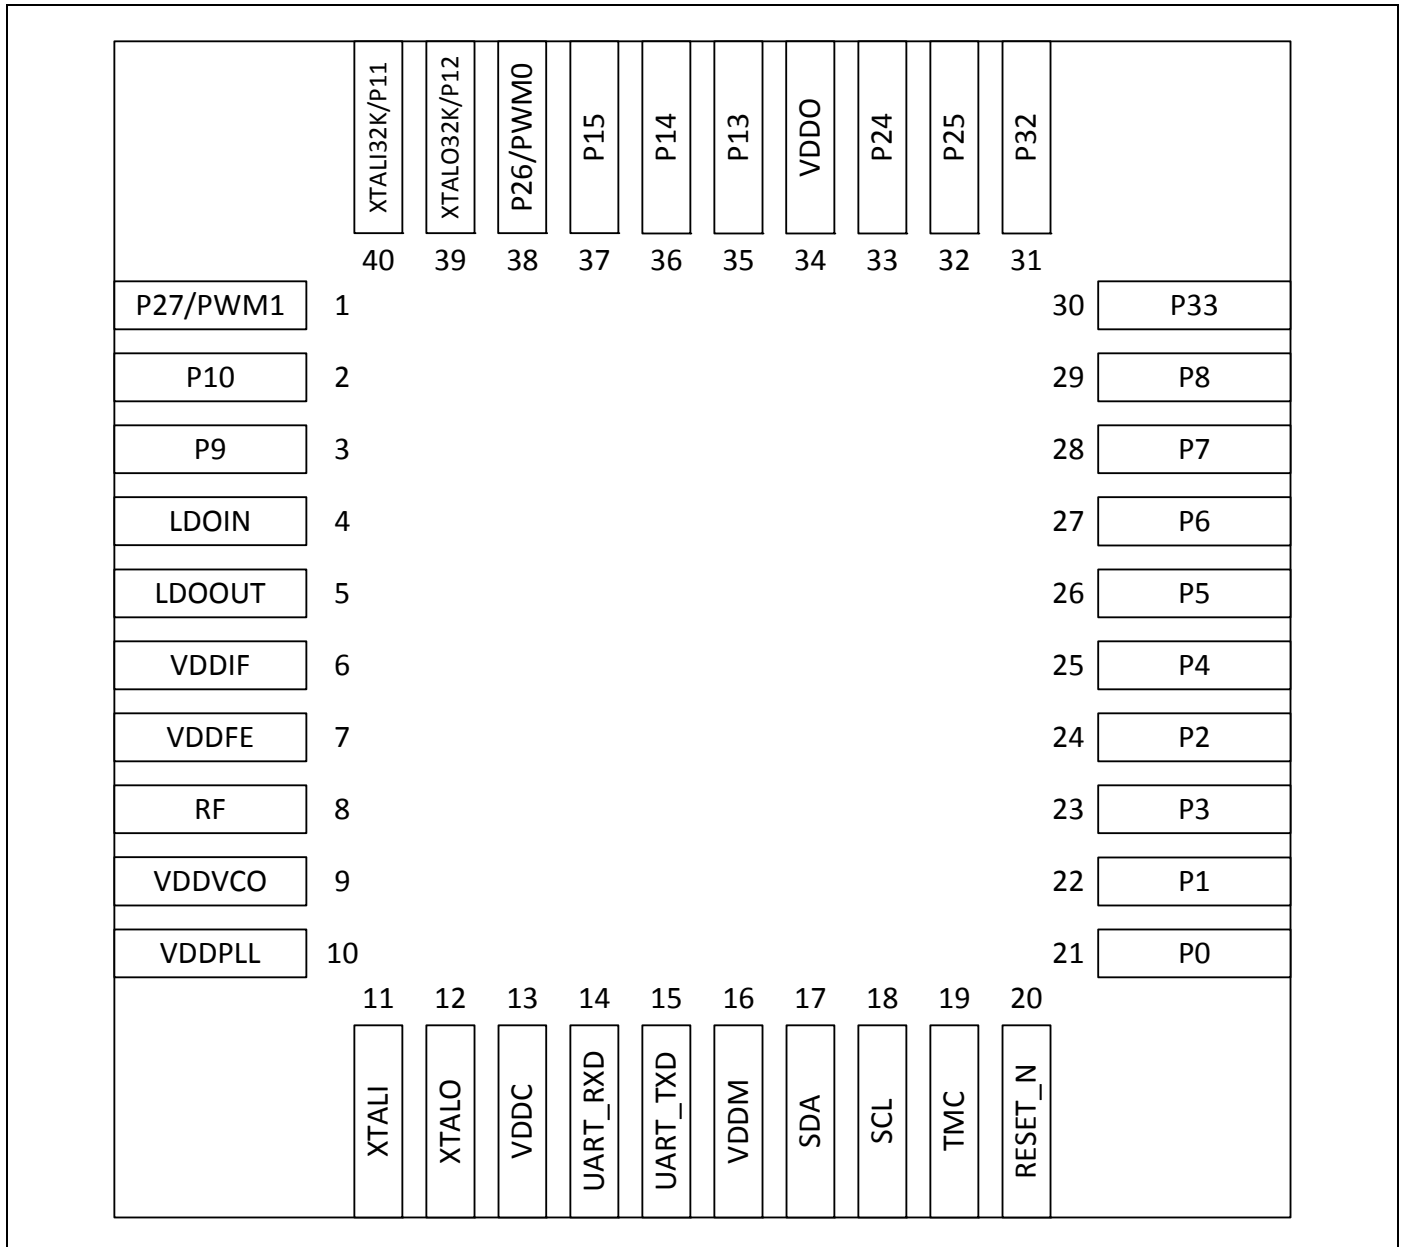 XTALI32K/P11
XTALO32K/P12
P26/PWM0
P15
P14
P13
VDDO
P24
P25
P32
40 39 38 37 36 35 34 33 32 31
P27/PWM1 1 30 P33
P10 2 29 P8
P9 3 28 P7
LDOIN 4 27 P6
LDOOUT 5 26 P5
VDDIF 6 25 P4
VDDFE 7 24 P2
RF 8 23 P3
VDDVCO 9 22 P1
VDDPLL 10 21 P0
11 12 13 14 15 16 17 18 19 20
XTALI
XTALO
VDDC
UART_RXD
UART_TXD
VDDM
SDA
SCL
TMC
RESET_N